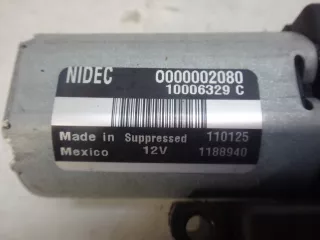 NIDEC 0000002080
10006329 C
Made in Suppressed 110125
Mexico 12V 1188940